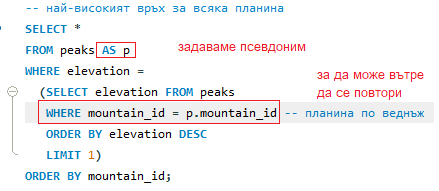 -- най-високият връх за всяка планина
SELECT *
FROM peaks AS p
задаваме псевдоним
WHERE elevation =
(SELECT elevation FROM peaks
за да може вътре
да се повтори
WHERE mountain_id = p.mountain_id -- планина по веднъж
ORDER BY elevation DESC
LIMIT 1)
ORDER BY mountain_id;